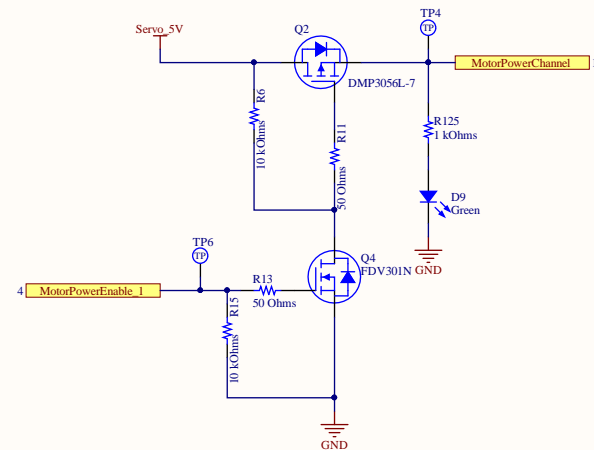 TP4
Servo_5V
Q2
TP
MotorPowerChannel
DMP3056L-7
R6
10 kOhms
R11
50 Ohms
R125
1 kOhms
D9
Green
GND
TP6
TP
Q4
FDV301N
4 MotorPowerEnable_1
R13
50 Ohms
R15
10 kOhms
GND